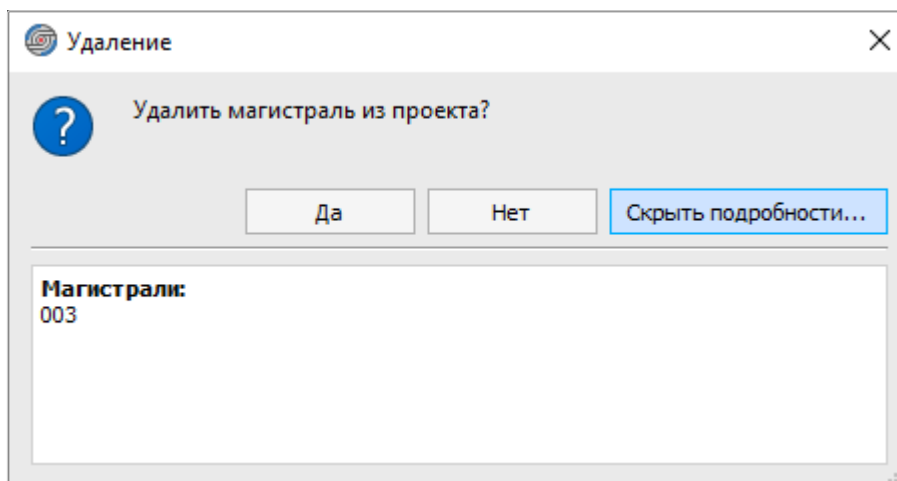 Удаление
Удалить магистраль из проекта?
Да
Нет
Скрыть подробности...
Магистрали:
003